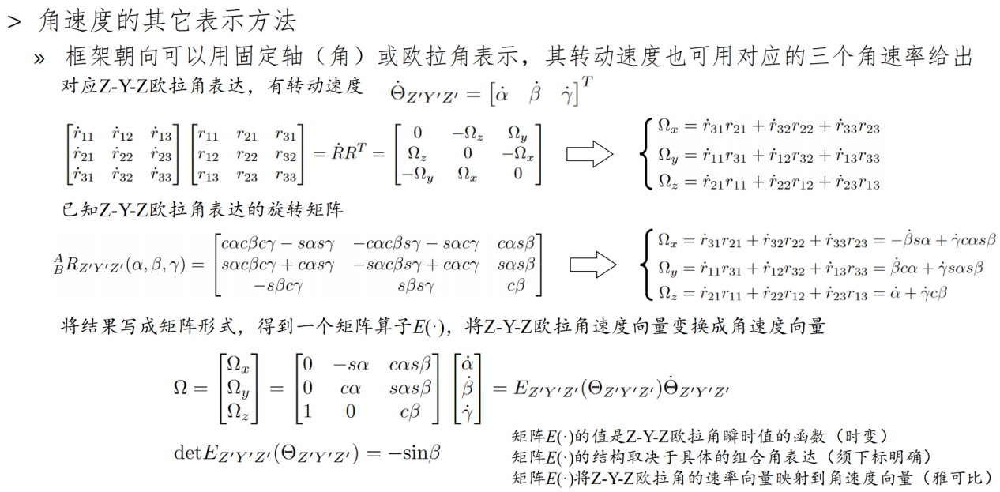 > 角速度的其它表示方法
» 框架朝向可以用固定轴（角）或欧拉角表示，其转动速度也可用对应的三个角速率给出
对应Z-Y-Z欧拉角表达，有转动速度 $\dot{\Theta}_{Z'Y'Z'} = \begin{bmatrix} \dot{\alpha} & \dot{\beta} & \dot{\gamma} \end{bmatrix}^T$
$\begin{bmatrix} \dot{r}_{11} & \dot{r}_{12} & \dot{r}_{13} \\ \dot{r}_{21} & \dot{r}_{22} & \dot{r}_{23} \\ \dot{r}_{31} & \dot{r}_{32} & \dot{r}_{33} \end{bmatrix} \begin{bmatrix} r_{11} & r_{21} & r_{31} \\ r_{12} & r_{22} & r_{32} \\ r_{13} & r_{23} & r_{33} \end{bmatrix} = \dot{R}R^T = \begin{bmatrix} 0 & -\Omega_z & \Omega_y \\ \Omega_z & 0 & -\Omega_x \\ -\Omega_y & \Omega_x & 0 \end{bmatrix}$ ⇨ $\begin{cases} \Omega_x = \dot{r}_{31}r_{21} + \dot{r}_{32}r_{22} + \dot{r}_{33}r_{23} \\ \Omega_y = \dot{r}_{11}r_{31} + \dot{r}_{12}r_{32} + \dot{r}_{13}r_{33} \\ \Omega_z = \dot{r}_{21}r_{11} + \dot{r}_{22}r_{12} + \dot{r}_{23}r_{13} \end{cases}$
已知Z-Y-Z欧拉角表达的旋转矩阵
${}^A_B R_{Z'Y'Z'}(\alpha, \beta, \gamma) = \begin{bmatrix} c\alpha c\beta c\gamma - s\alpha s\gamma & -c\alpha c\beta s\gamma - s\alpha c\gamma & c\alpha s\beta \\ s\alpha c\beta c\gamma + c\alpha s\gamma & -s\alpha c\beta s\gamma + c\alpha c\gamma & s\alpha s\beta \\ -s\beta c\gamma & s\beta s\gamma & c\beta \end{bmatrix}$ ⇨ $\begin{cases} \Omega_x = \dot{r}_{31}r_{21} + \dot{r}_{32}r_{22} + \dot{r}_{33}r_{23} = -\dot{\beta}s\alpha + \dot{\gamma}c\alpha s\beta \\ \Omega_y = \dot{r}_{11}r_{31} + \dot{r}_{12}r_{32} + \dot{r}_{13}r_{33} = \dot{\beta}c\alpha + \dot{\gamma}s\alpha s\beta \\ \Omega_z = \dot{r}_{21}r_{11} + \dot{r}_{22}r_{12} + \dot{r}_{23}r_{13} = \dot{\alpha} + \dot{\gamma}c\beta \end{cases}$
将结果写成矩阵形式，得到一个矩阵算子E(·)，将Z-Y-Z欧拉角速度向量变换成角速度向量
$\Omega = \begin{bmatrix} \Omega_x \\ \Omega_y \\ \Omega_z \end{bmatrix} = \begin{bmatrix} 0 & -s\alpha & c\alpha s\beta \\ 0 & c\alpha & s\alpha s\beta \\ 1 & 0 & c\beta \end{bmatrix} \begin{bmatrix} \dot{\alpha} \\ \dot{\beta} \\ \dot{\gamma} \end{bmatrix} = E_{Z'Y'Z'}(\Theta_{Z'Y'Z'})\dot{\Theta}_{Z'Y'Z'}$
$\det E_{Z'Y'Z'}(\Theta_{Z'Y'Z'}) = -\sin\beta$
矩阵E(·)的值是Z-Y-Z欧拉角瞬时值的函数（时变）
矩阵E(·)的结构取决于具体的组合角表达（须下标明确）
矩阵E(·)将Z-Y-Z欧拉角的速率向量映射到角速度向量（雅可比）